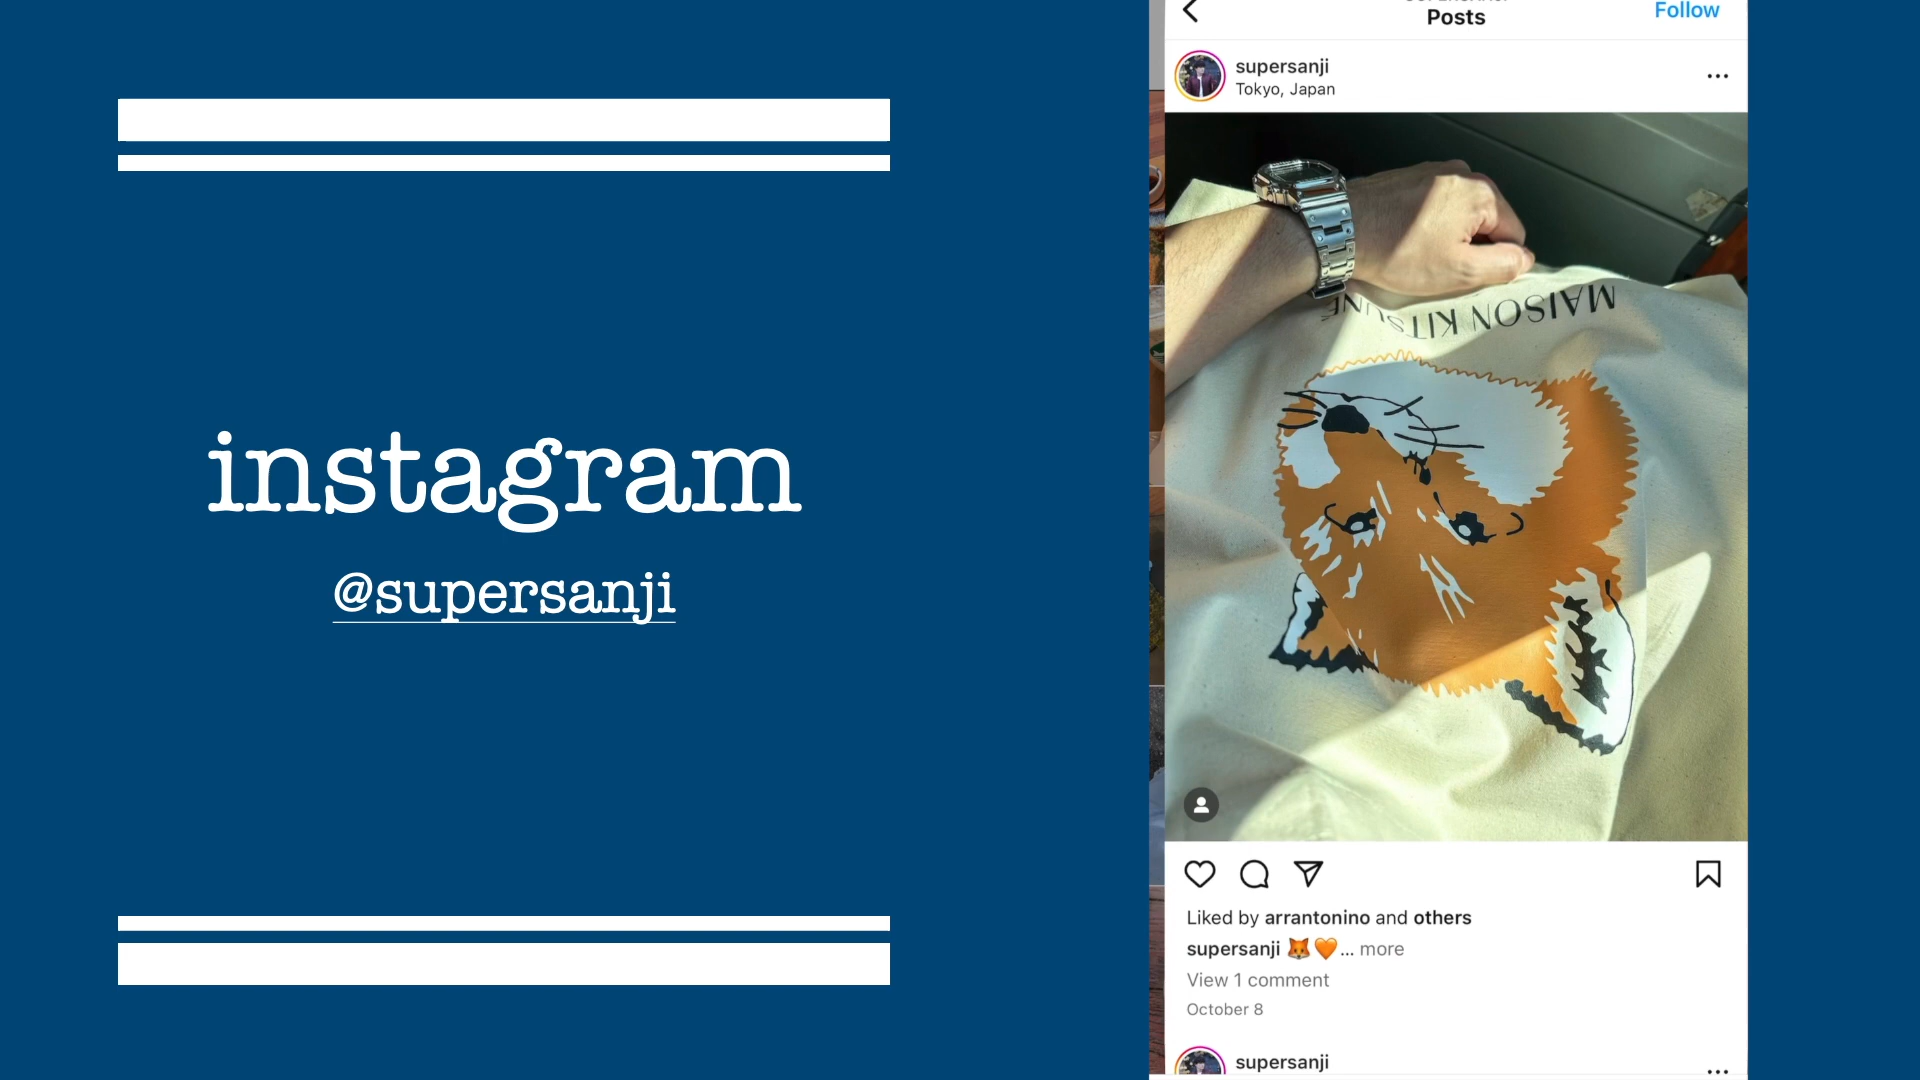 instagram
@supersanji
Posts
Follow
supersanji
Tokyo, Japan
MAISON KITSUNÉ
Liked by arrantonino and others
supersanji 🦊🧡... more
View 1 comment
October 8
supersanji